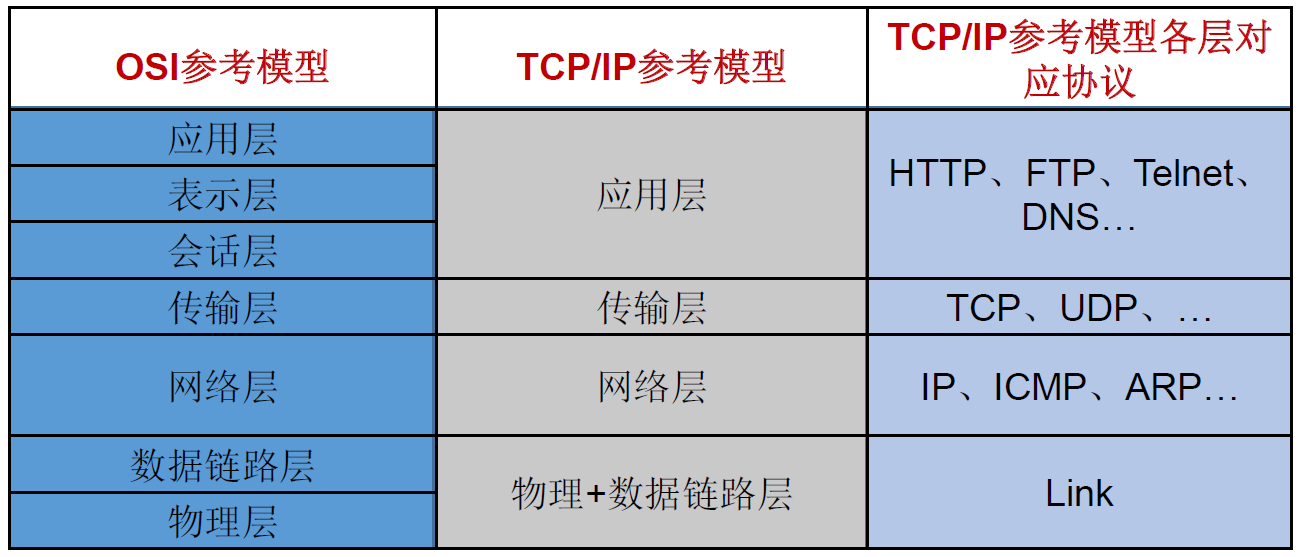 OSI参考模型
TCP/IP参考模型
TCP/IP参考模型各层对
应协议
应用层
表示层
会话层
应用层
HTTP、FTP、Telnet、
DNS…
传输层
传输层
TCP、UDP、…
网络层
网络层
IP、ICMP、ARP…
数据链路层
物理层
物理+数据链路层
Link